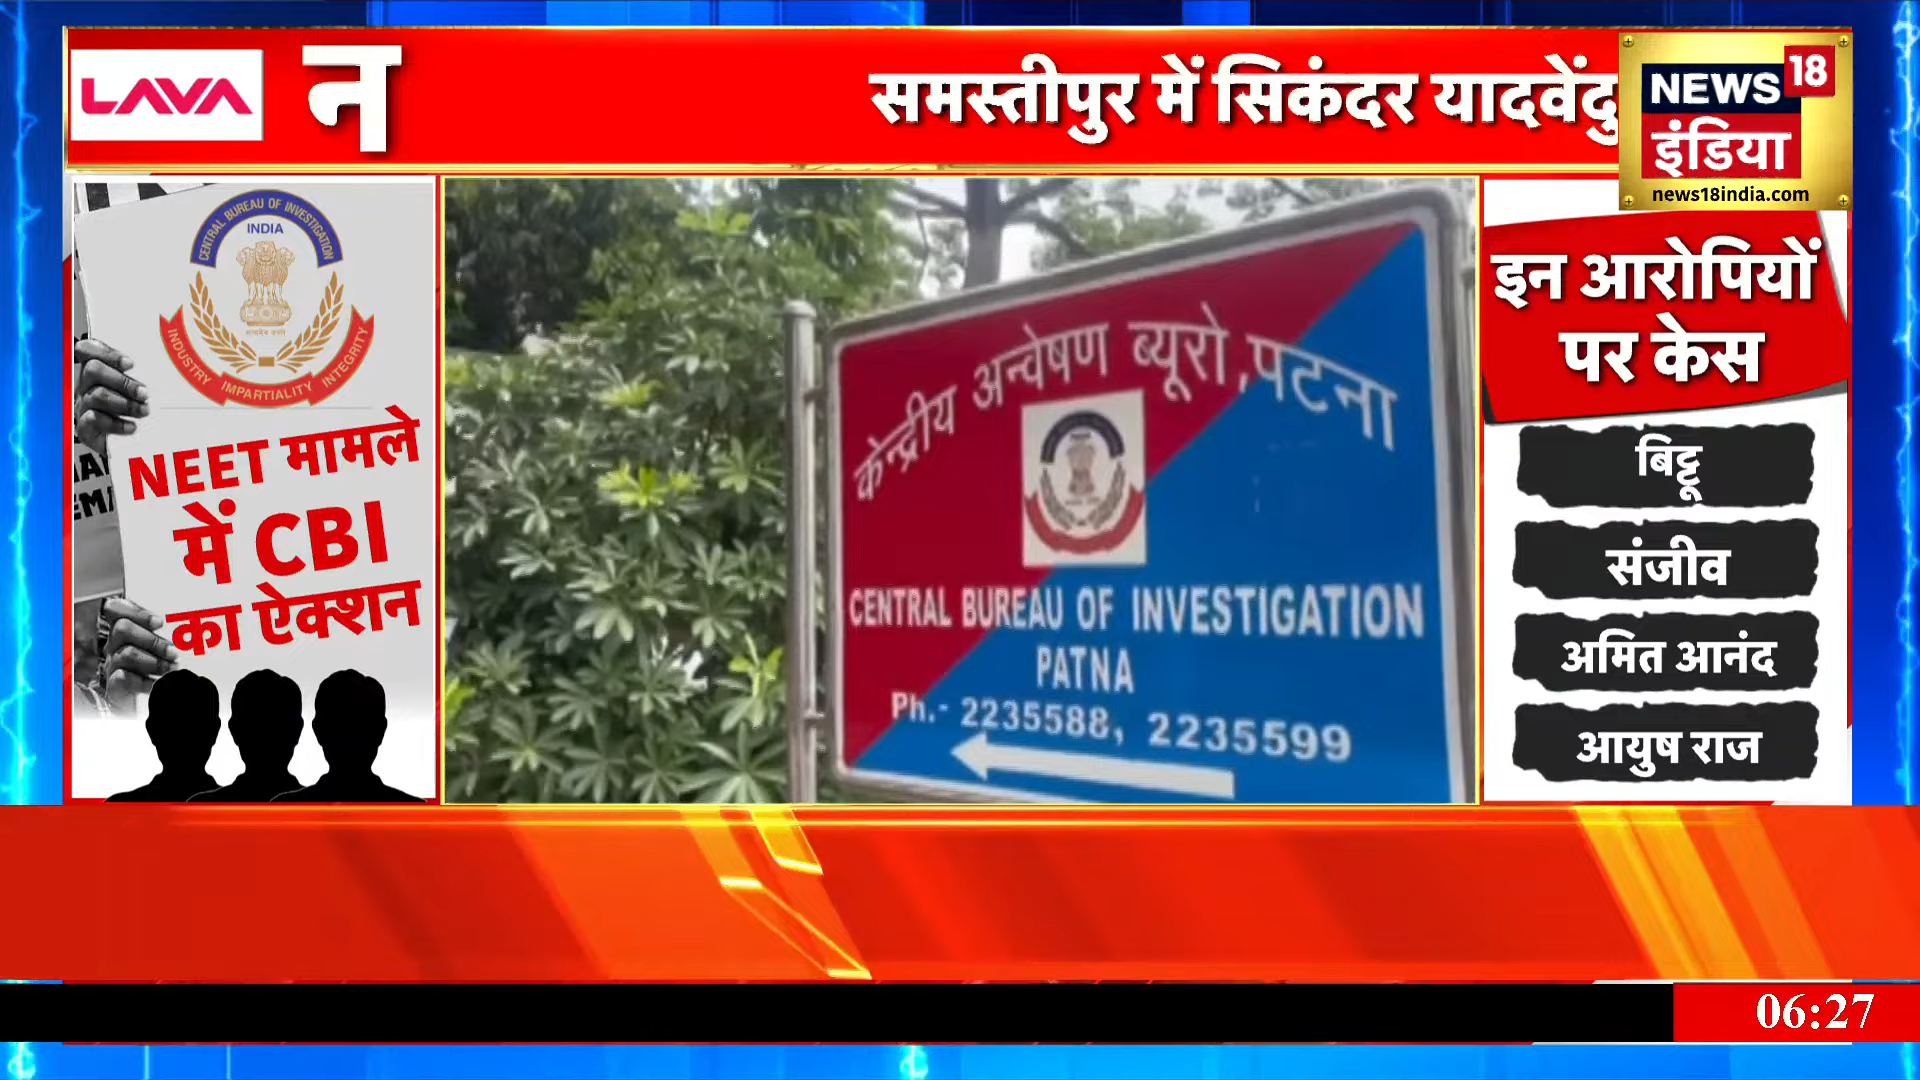 LAVA
न
समस्तीपुर में सिकंदर यादवेंदु
NEWS 18
इंडिया
news18india.com
CENTRAL BUREAU OF INVESTIGATION
INDIA
INDUSTRY IMPARTIALITY INTEGRITY
NEET मामले
में CBI
का ऐक्शन
केन्द्रीय अन्वेषण ब्यूरो, पटना
CENTRAL BUREAU OF INVESTIGATION
PATNA
Ph.- 2235588, 2235599
इन आरोपियों
पर केस
बिट्टू
संजीव
अमित आनंद
आयुष राज
06:27